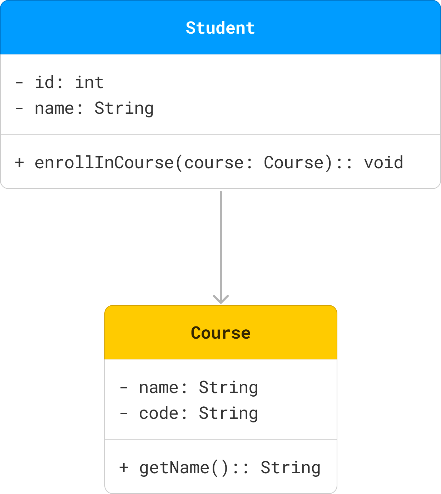 Student
- id: int
- name: String
+ enrollInCourse(course: Course):: void
Course
- name: String
- code: String
+ getName():: String